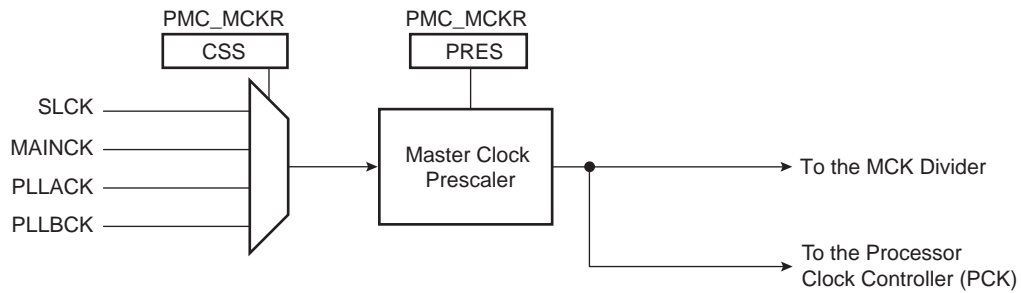 PMC_MCKR
PMC_MCKR
CSS
PRES
SLCK
MAINCK
PLLACK
PLLBCK
Master Clock
Prescaler
To the MCK Divider
To the Processor
Clock Controller (PCK)